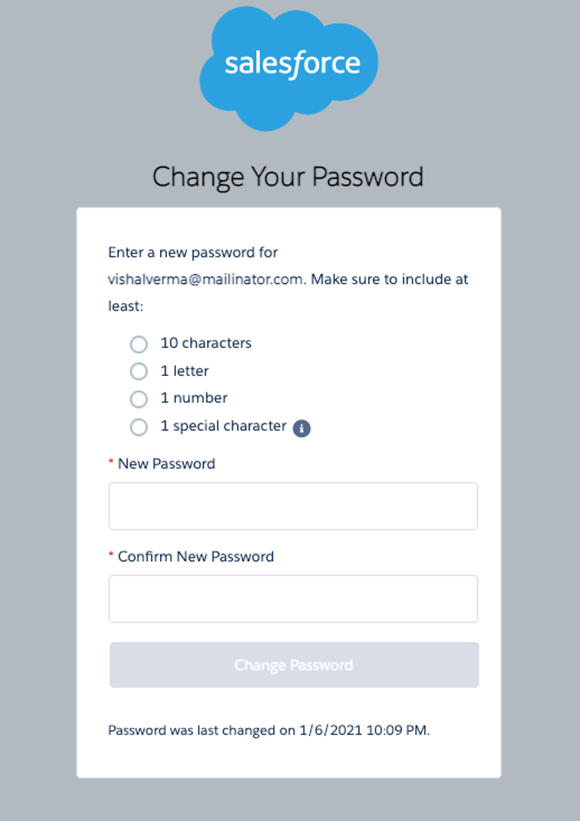 salesforce
Change Your Password
Enter a new password for
vishalverma@mailinator.com. Make sure to include at
least:
10 characters
1 letter
1 number
1 special character i
* New Password
* Confirm New Password
Change Password
Password was last changed on 1/6/2021 10:09 PM.